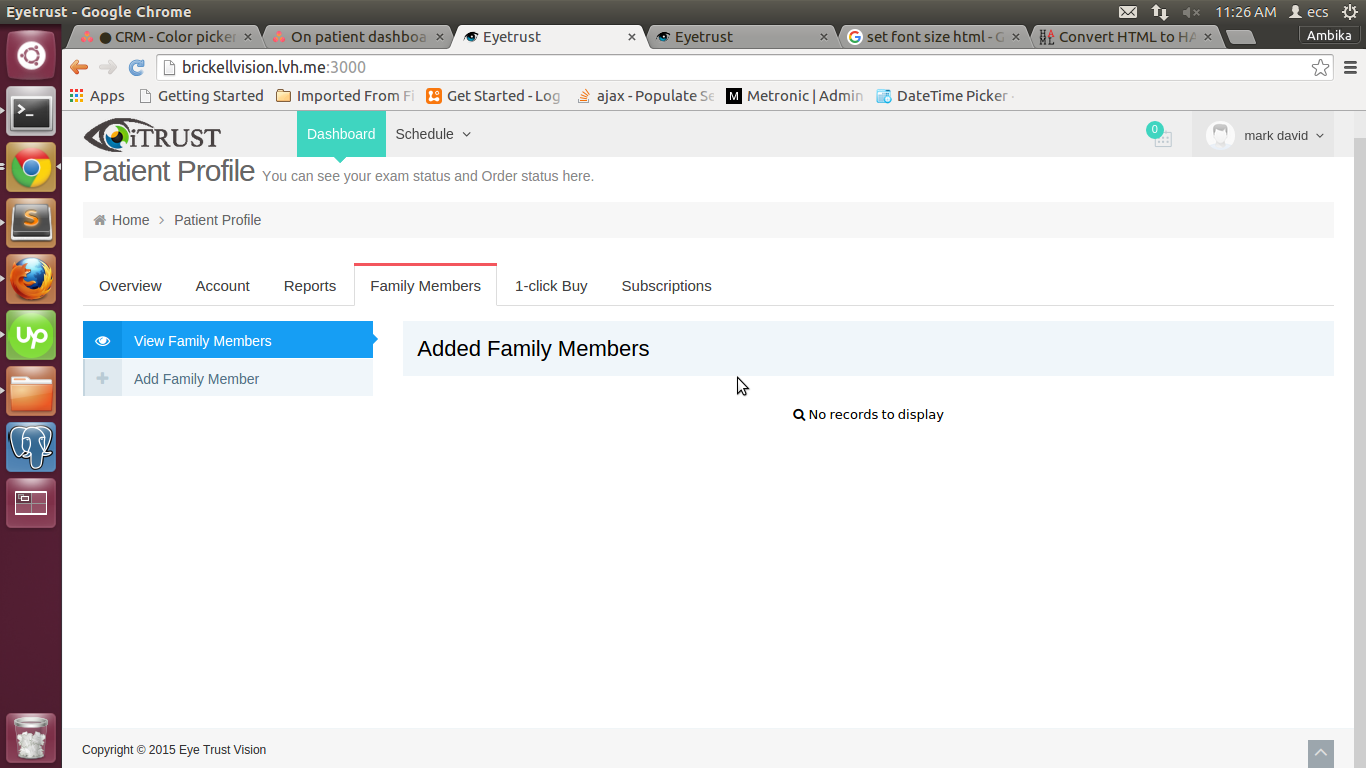 Eyetrust - Google Chrome
11:26 AM
ecs
CRM - Color picker
On patient dashboa
Eyetrust
Eyetrust
set font size html - G
Convert HTML to HA
Ambika
brickellvision.lvh.me:3000
Apps
Getting Started
Imported From Fi
Get Started - Log
ajax - Populate Se
Metronic | Admin
DateTime Picker -
iTRUST
Dashboard
Schedule
0
mark david
Patient Profile You can see your exam status and Order status here.
Home > Patient Profile
Overview
Account
Reports
Family Members
1-click Buy
Subscriptions
View Family Members
Add Family Member
Added Family Members
No records to display
Copyright © 2015 Eye Trust Vision